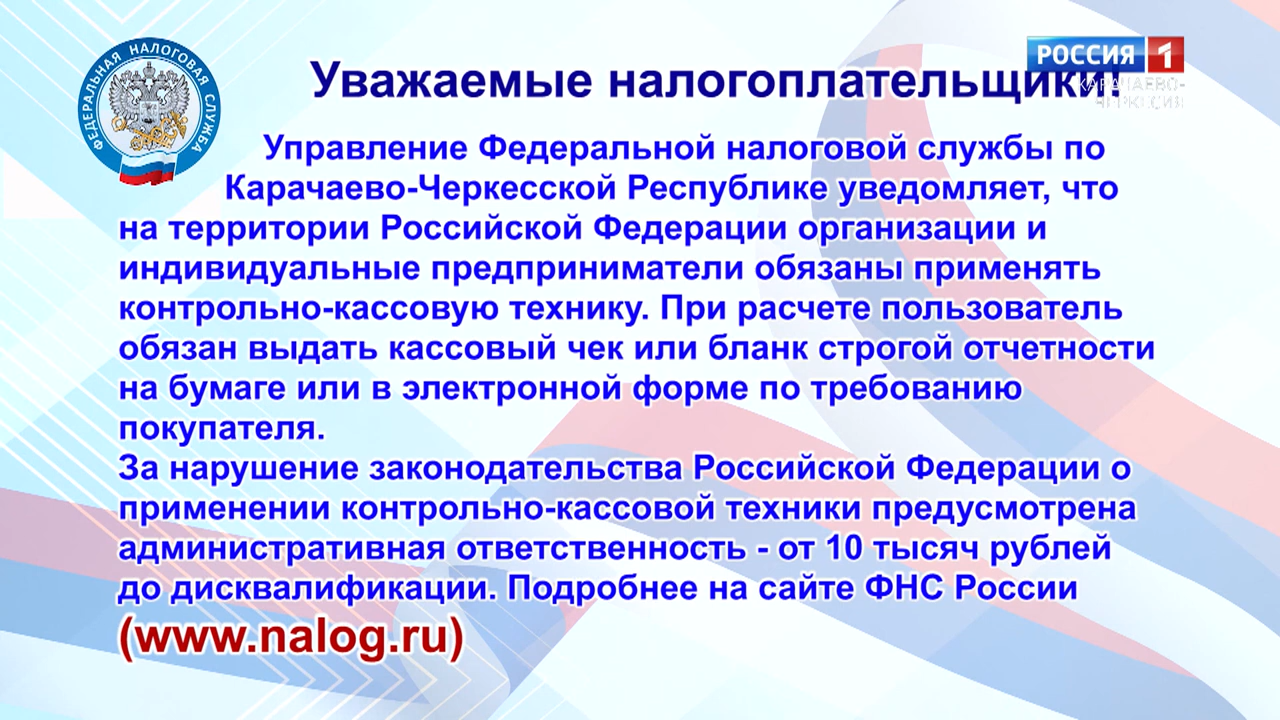 ФЕДЕРАЛЬНАЯ НАЛОГОВАЯ СЛУЖБА
РОССИЯ 1
КАРАЧАЕВО-
ЧЕРКЕСИЯ
Уважаемые налогоплательщики!
Управление Федеральной налоговой службы по
Карачаево-Черкесской Республике уведомляет, что
на территории Российской Федерации организации и
индивидуальные предприниматели обязаны применять
контрольно-кассовую технику. При расчете пользователь
обязан выдать кассовый чек или бланк строгой отчетности
на бумаге или в электронной форме по требованию
покупателя.
За нарушение законодательства Российской Федерации о
применении контрольно-кассовой техники предусмотрена
административная ответственность - от 10 тысяч рублей
до дисквалификации. Подробнее на сайте ФНС России
(www.nalog.ru)